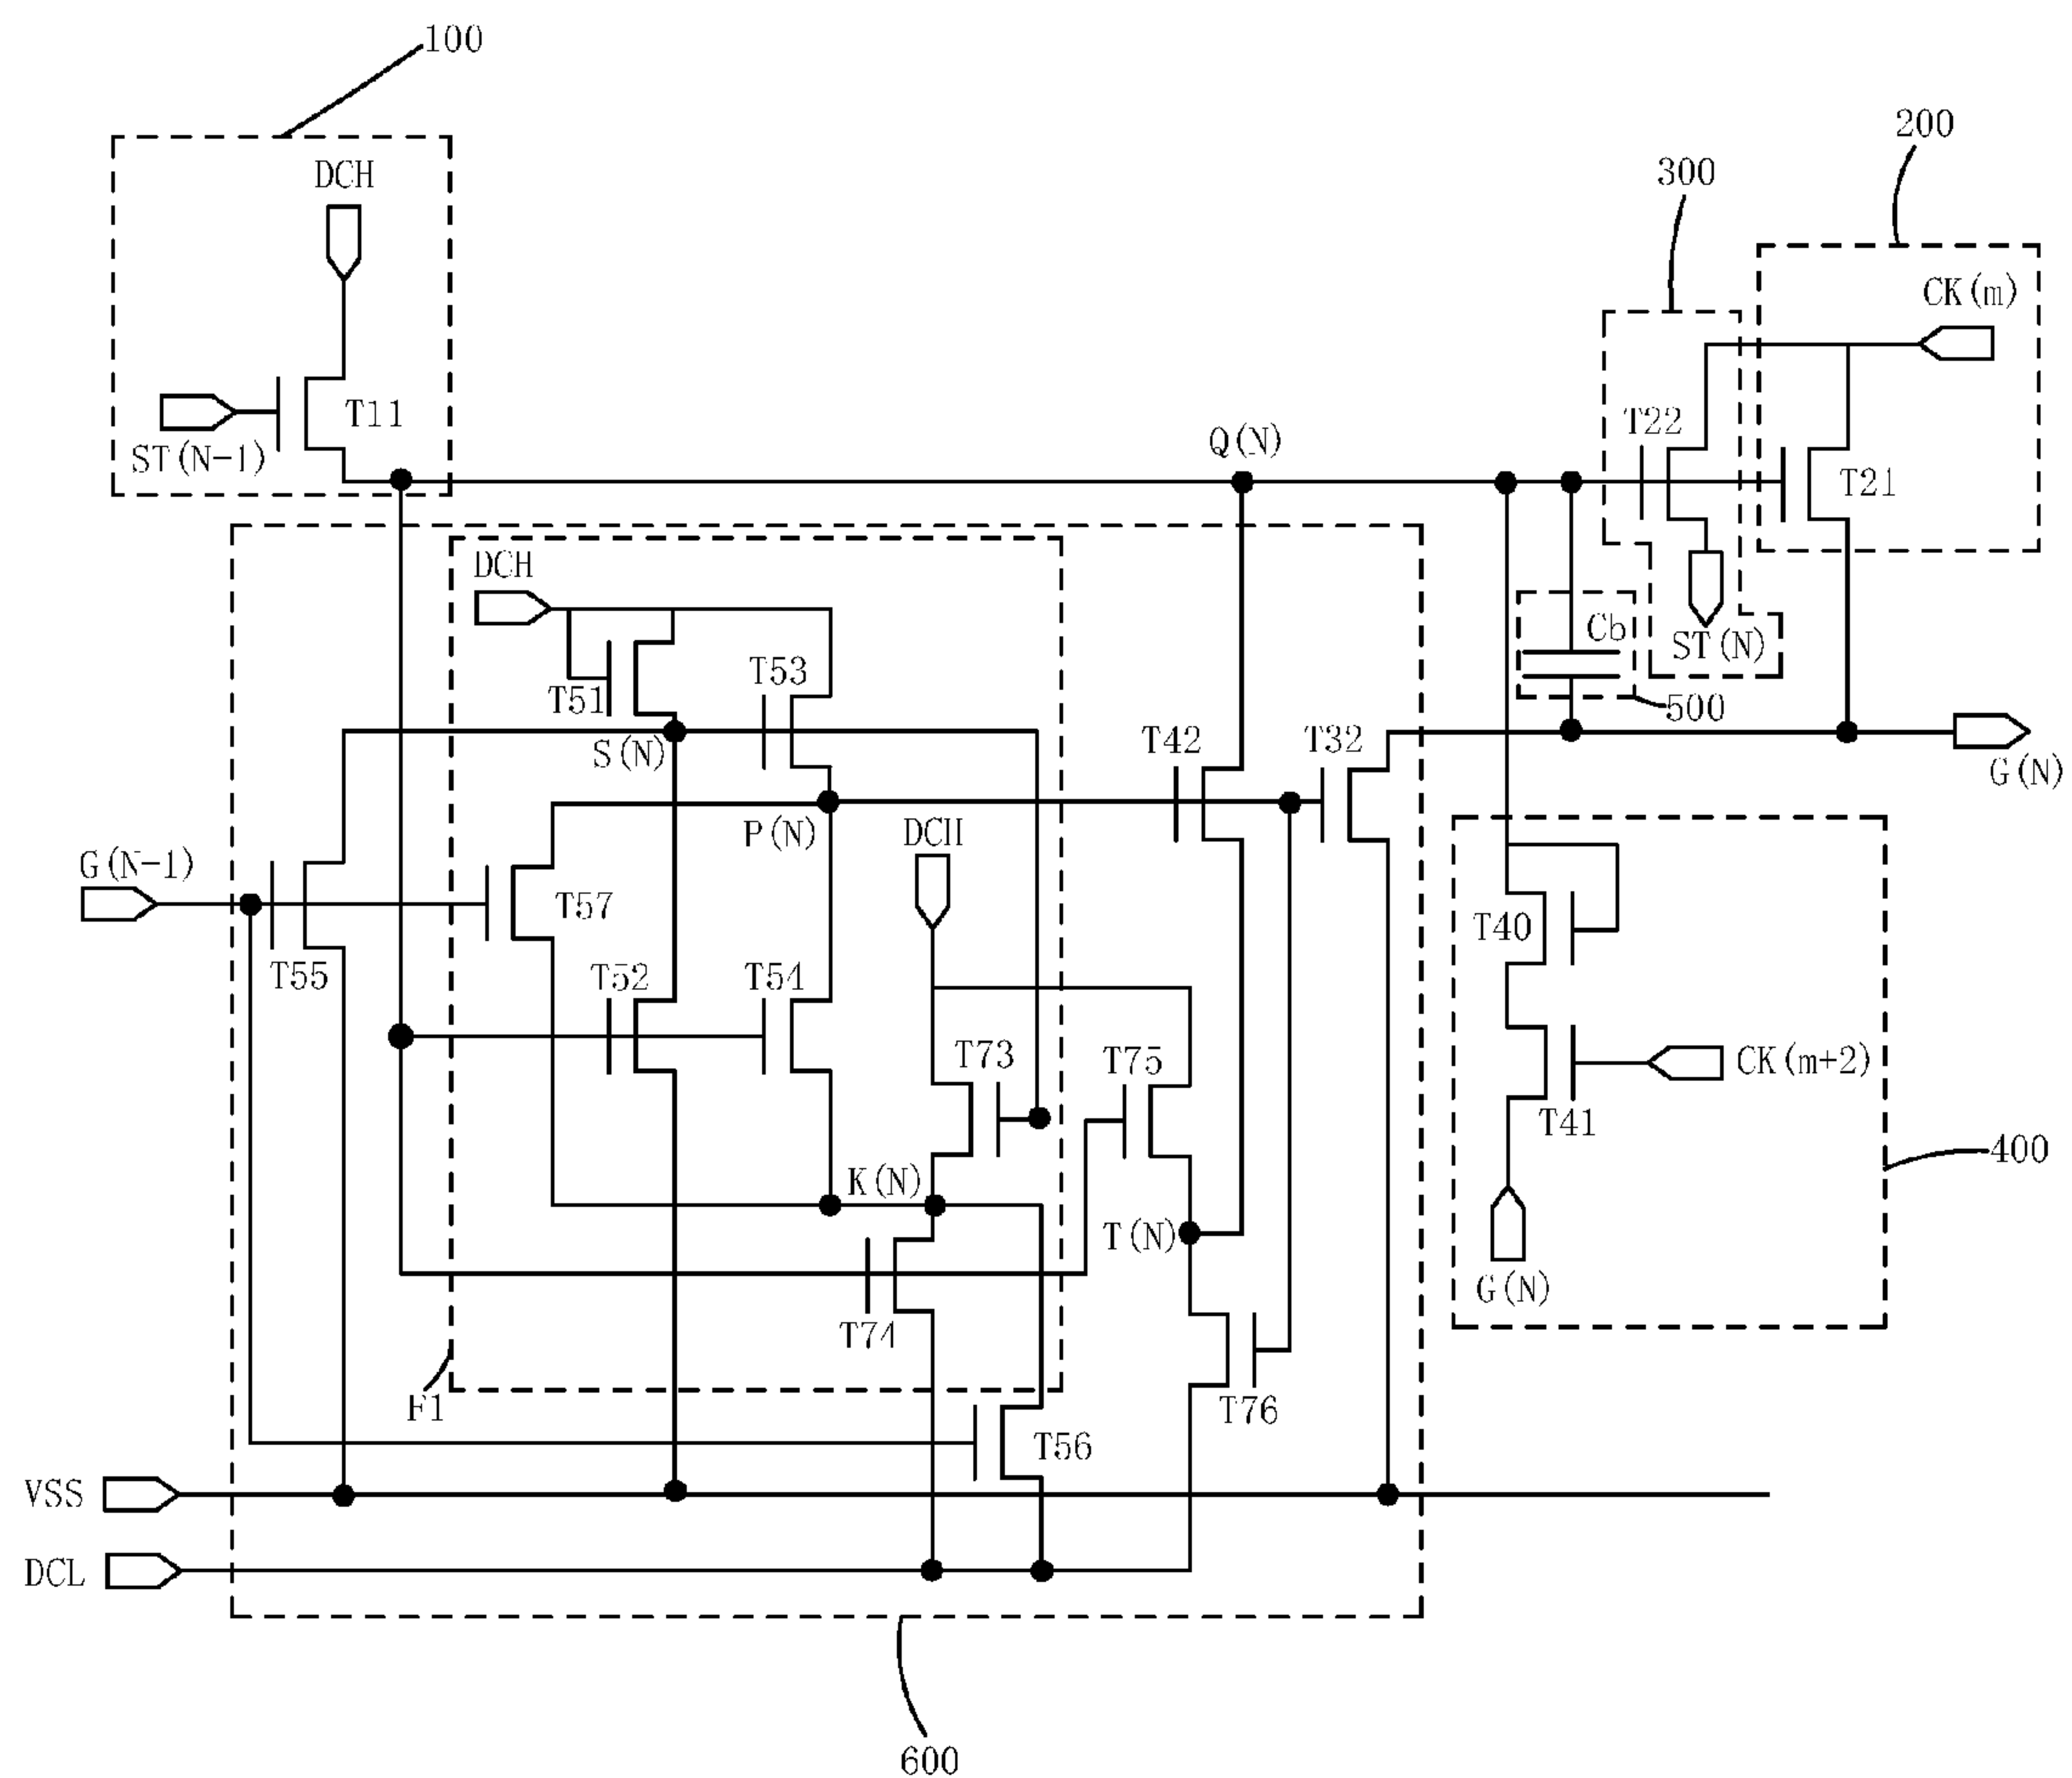 100
DCH
200
300
CK(m)
T11
T22
Q(N)
ST(N-1)
T21
DCH
Cb
ST(N)
T53
T51
500
T42
T32
S(N)
G(N)
P(N)
DCH
G(N-1)
T57
T40
T55
T52
T54
T73
T75
CK(m+2)
T41
400
K(N)
T(N)
G(N)
T74
F1
T76
T56
VSS
DCL
600